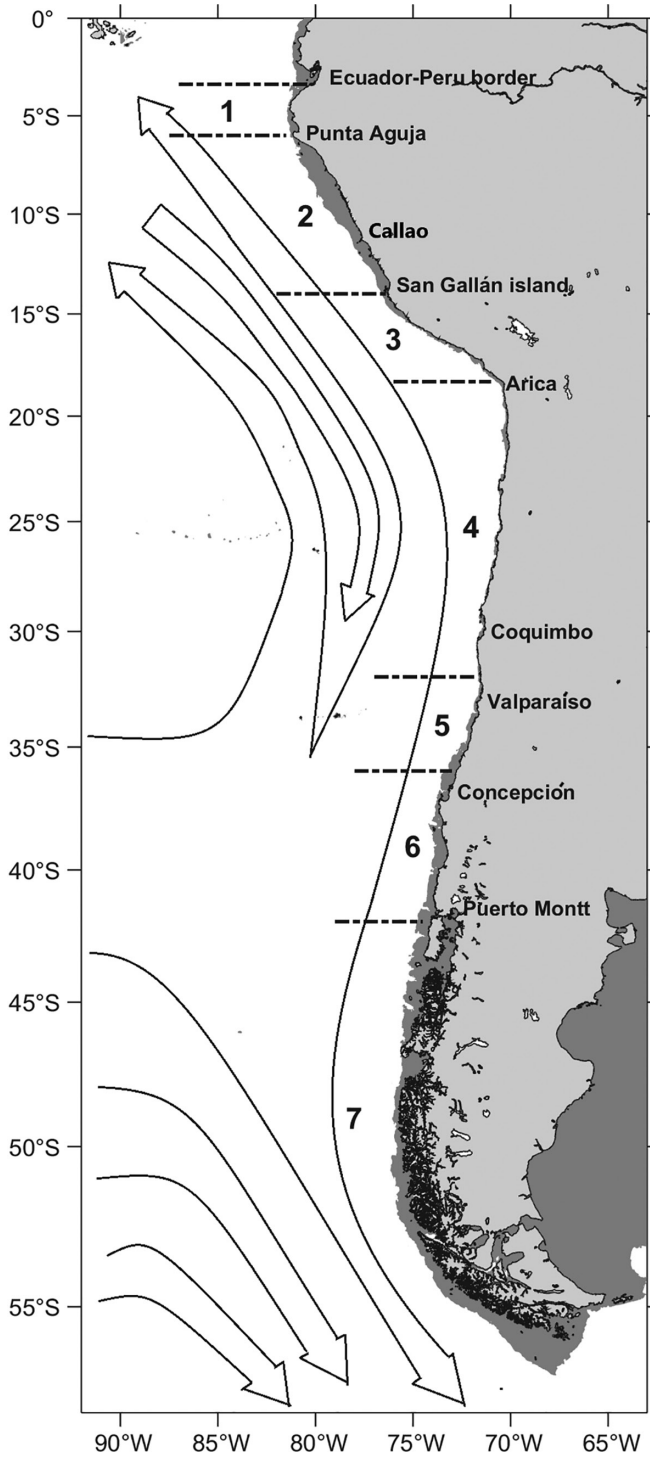 0°
Ecuador-Peru border
1
5°S
Punta Aguja
2
10°S
Callao
San Gallán island
15°S
3
Arica
20°S
4
25°S
30°S
Coquimbo
Valparaíso
5
35°S
Concepción
6
40°S
Puerto Montt
45°S
7
50°S
55°S
90°W 85°W 80°W 75°W 70°W 65°W